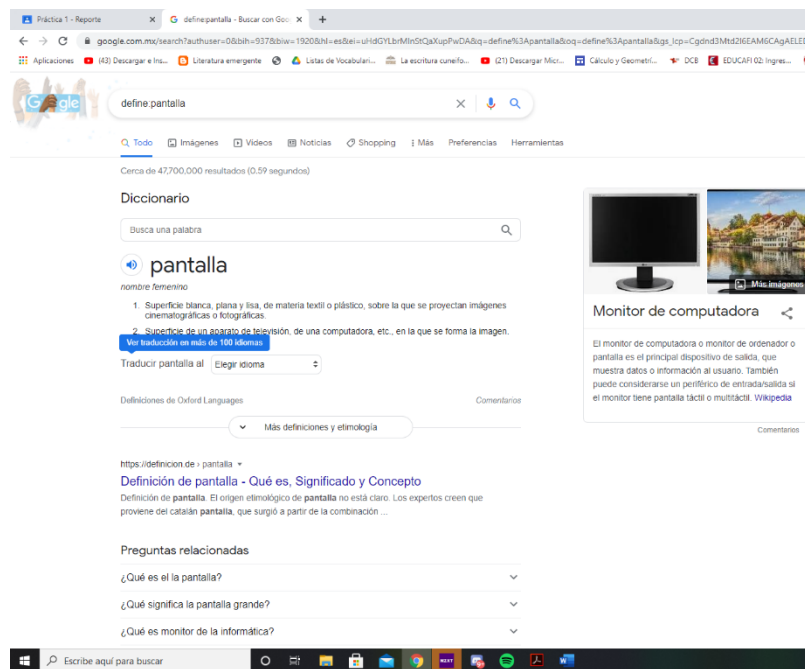 Práctica 1 - Reporte
define:pantalla - Buscar con Goo
google.com.mx/search?authuser=0&bih=937&biw=1920&hl=es&ei=
Aplicaciones
(43) Descargar e Ins...
Literatura emergente
Listas de Vocabulari...
La escritura cuneifo...
(21) Descargar Micr...
Cálculo y Geometrí...
DCB
EDUCAFI 02: Ingres...
Google
define:pantalla
Todo
Imágenes
Vídeos
Noticias
Shopping
Más
Preferencias
Herramientas
Cerca de 47,700,000 resultados (0.59 segundos)
Diccionario
Busca una palabra
pantalla
nombre femenino
1. Superficie blanca, plana y lisa, de materia textil o plástico, sobre la que se proyectan imágenes
cinematográficas o fotográficas.
2. Superficie de un aparato de televisión, de una computadora, etc., en la que se forma la imagen.
Ver traducción en más de 100 idiomas
Traducir pantalla al
Elegir idioma
Definiciones de Oxford Languages
Comentarios
Más definiciones y etimología
https://definicion.de › pantalla
Definición de pantalla - Qué es, Significado y Concepto
Definición de pantalla. El origen etimológico de pantalla no está claro. Los expertos creen que
proviene del catalán pantalla, que surgió a partir de la combinación ...
Preguntas relacionadas
¿Qué es el la pantalla?
¿Qué significa la pantalla grande?
¿Qué es monitor de la informática?
Más imágenes
Monitor de computadora
El monitor de computadora o monitor de ordenador o
pantalla es el principal dispositivo de salida, que
muestra datos o información al usuario. También
puede considerarse un periférico de entrada/salida si
el monitor tiene pantalla táctil o multitáctil. Wikipedia
Comentarios
Escribe aquí para buscar
NZXT